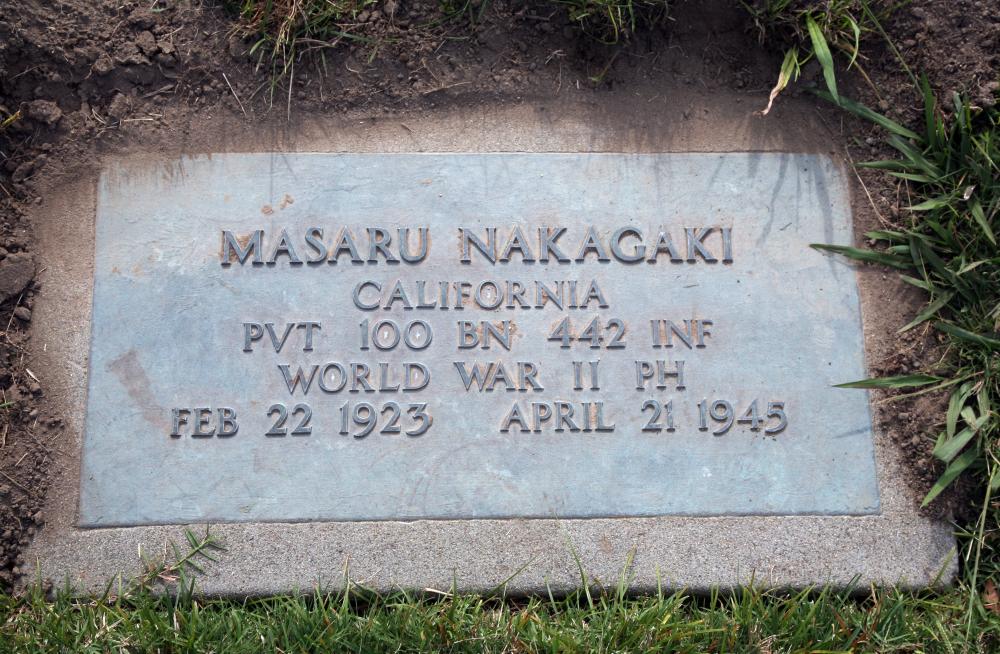 MASARU NAKAGAKI
CALIFORNIA
PVT 100 BN 442 INF
WORLD WAR II PH
FEB 22 1923 APRIL 21 1945